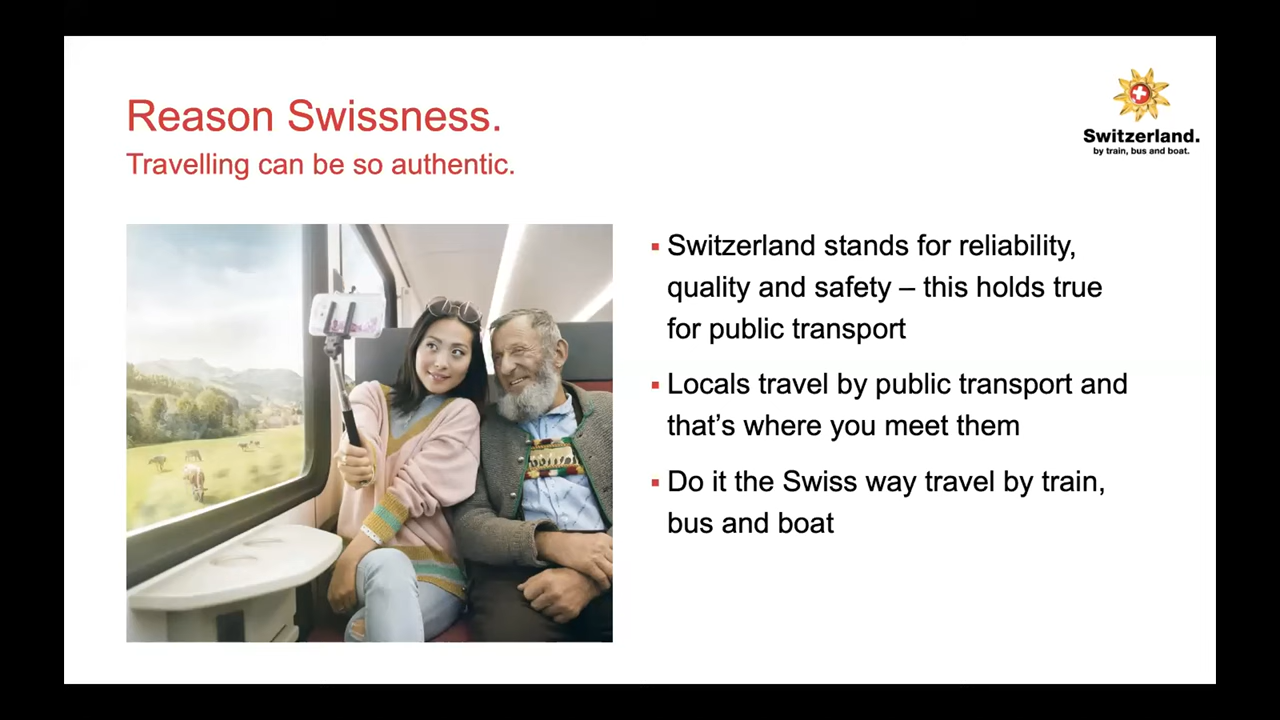 Reason Swissness.
Travelling can be so authentic.
Switzerland.
by train, bus and boat.
▪ Switzerland stands for reliability,
quality and safety – this holds true
for public transport
▪ Locals travel by public transport and
that’s where you meet them
▪ Do it the Swiss way travel by train,
bus and boat